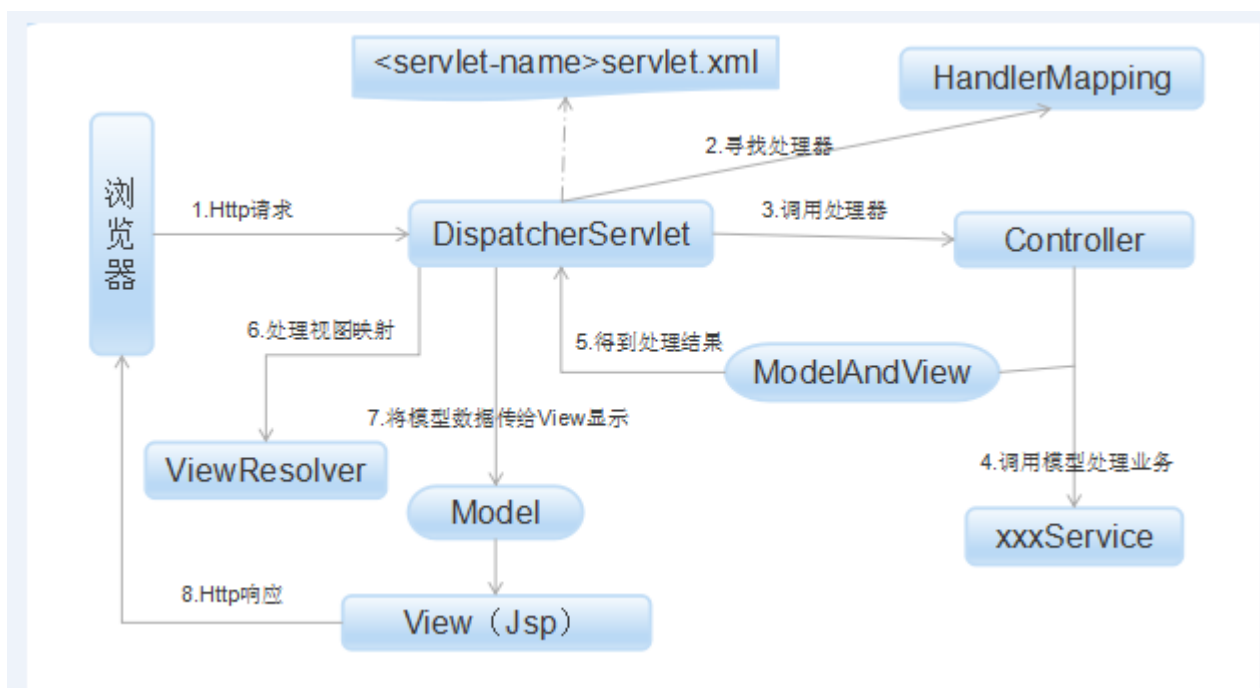 <servlet-name>servlet.xml
HandlerMapping
2.寻找处理器
浏览器
1.Http请求
DispatcherServlet
3.调用处理器
Controller
6.处理视图映射
5.得到处理结果
ModelAndView
7.将模型数据传给View显示
ViewResolver
4.调用模型处理业务
Model
xxxService
8.Http响应
View（Jsp）